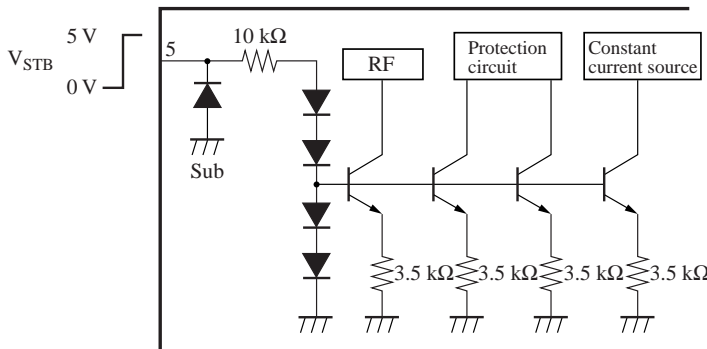 5 V
V_STB
0 V
5
10 kΩ
Sub
RF
Protection
circuit
Constant
current source
3.5 kΩ
3.5 kΩ
3.5 kΩ
3.5 kΩ